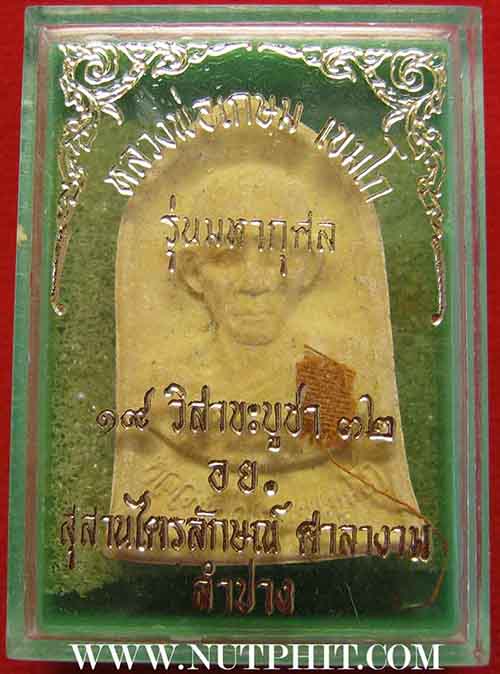 หลวงพ่อเกษม เขมโก
รุ่นมหากุศล
๑๙ วิสาขะบูชา ๓๒
อย.
สุสานไตรลักษณ์ ศาลางาม
ลำปาง
WWW.NUTPHIT.COM